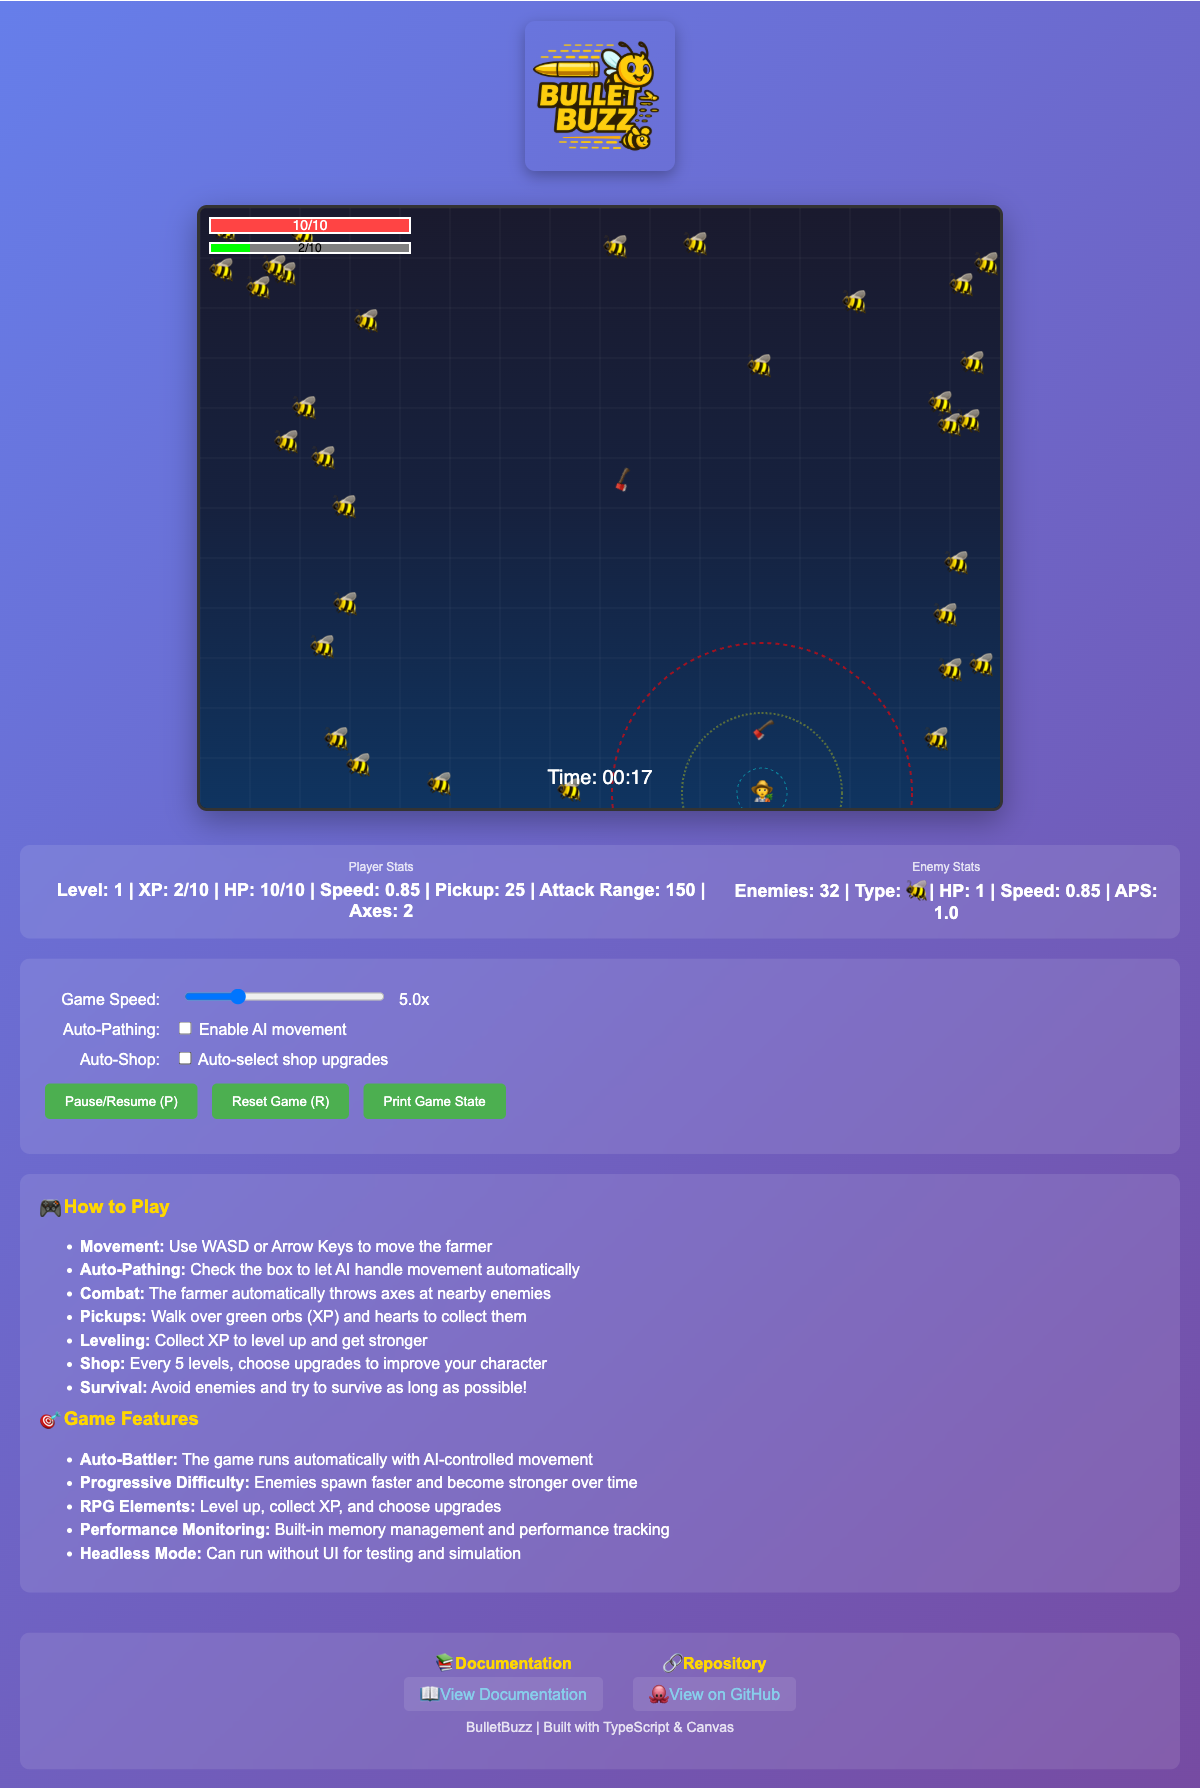 BULLET
BUZZ
10/10
2/10
Time: 00:17
Player Stats
Level: 1 | XP: 2/10 | HP: 10/10 | Speed: 0.85 | Pickup: 25 | Attack Range: 150 |
Axes: 2
Enemy Stats
Enemies: 32 | Type: 🐝 | HP: 1 | Speed: 0.85 | APS:
1.0
Game Speed: 5.0x
Auto-Pathing: Enable AI movement
Auto-Shop: Auto-select shop upgrades
Pause/Resume (P) Reset Game (R) Print Game State
🎮 How to Play
• Movement: Use WASD or Arrow Keys to move the farmer
• Auto-Pathing: Check the box to let AI handle movement automatically
• Combat: The farmer automatically throws axes at nearby enemies
• Pickups: Walk over green orbs (XP) and hearts to collect them
• Leveling: Collect XP to level up and get stronger
• Shop: Every 5 levels, choose upgrades to improve your character
• Survival: Avoid enemies and try to survive as long as possible!
🎯 Game Features
• Auto-Battler: The game runs automatically with AI-controlled movement
• Progressive Difficulty: Enemies spawn faster and become stronger over time
• RPG Elements: Level up, collect XP, and choose upgrades
• Performance Monitoring: Built-in memory management and performance tracking
• Headless Mode: Can run without UI for testing and simulation
📚 Documentation
📖 View Documentation
🔗 Repository
🐙 View on GitHub
BulletBuzz | Built with TypeScript & Canvas